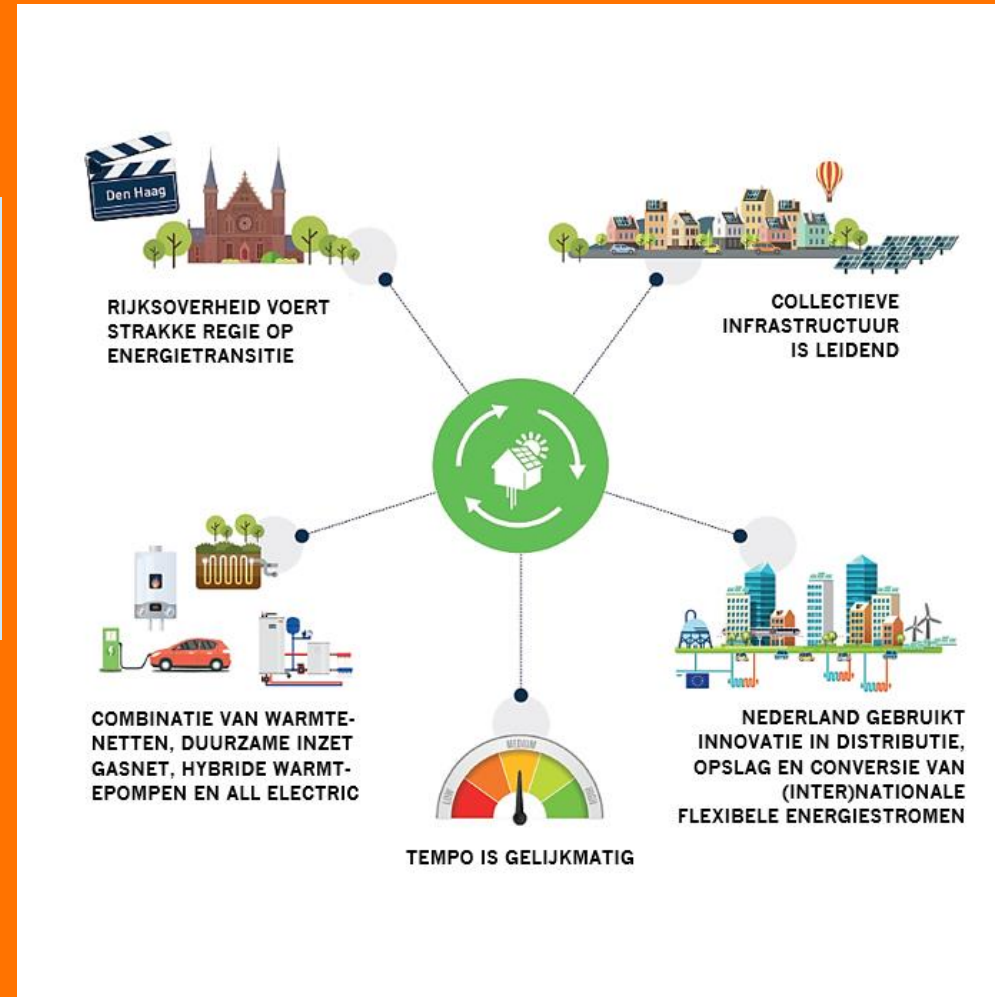 Den Haag
RIJKSOVERHEID VOERT
STRAKKE REGIE OP
ENERGIETRANSITIE
COLLECTIEVE
INFRASTRUCTUUR
IS LEIDEND
COMBINATIE VAN WARMTE-
NETTEN, DUURZAME INZET
GASNET, HYBRIDE WARMT-
EPOMPEN EN ALL ELECTRIC
LOW
MEDIUM
HIGH
TEMPO IS GELIJKMATIG
NEDERLAND GEBRUIKT
INNOVATIE IN DISTRIBUTIE,
OPSLAG EN CONVERSIE VAN
(INTER)NATIONALE
FLEXIBELE ENERGIESTROMEN